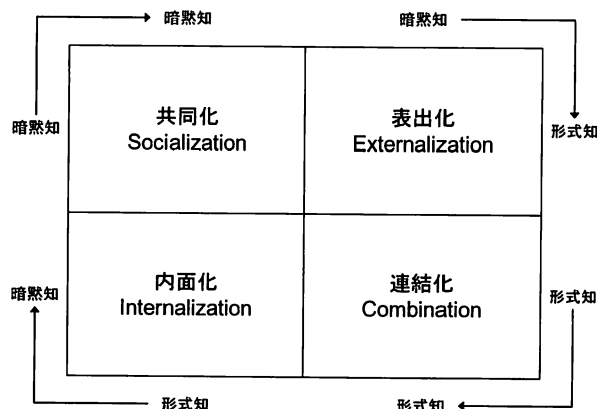 暗黙知
暗黙知
暗黙知
共同化
Socialization
表出化
Externalization
形式知
暗黙知
内面化
Internalization
連結化
Combination
形式知
形式知
形式知